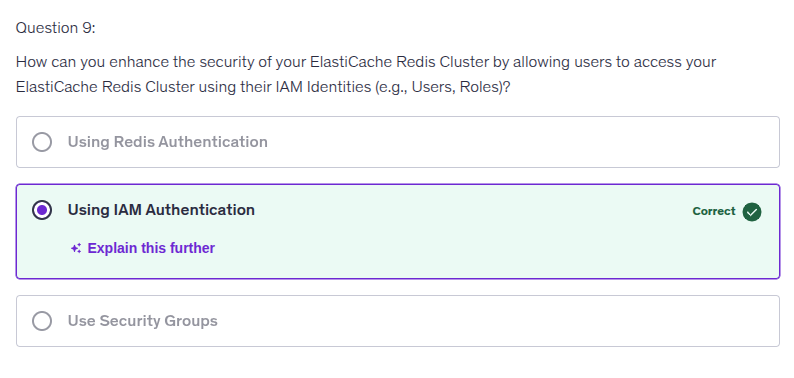 Question 9:
How can you enhance the security of your ElastiCache Redis Cluster by allowing users to access your
ElastiCache Redis Cluster using their IAM Identities (e.g., Users, Roles)?
Using Redis Authentication
Using IAM Authentication
Correct
Explain this further
Use Security Groups